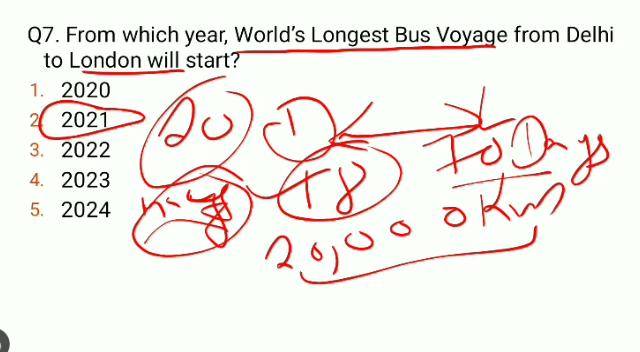 Q7. From which year, World's Longest Bus Voyage from Delhi
to London will start?
1. 2020
2 2021
3. 2022
4. 2023
5. 2024
20
18
70 Days
20,000 km